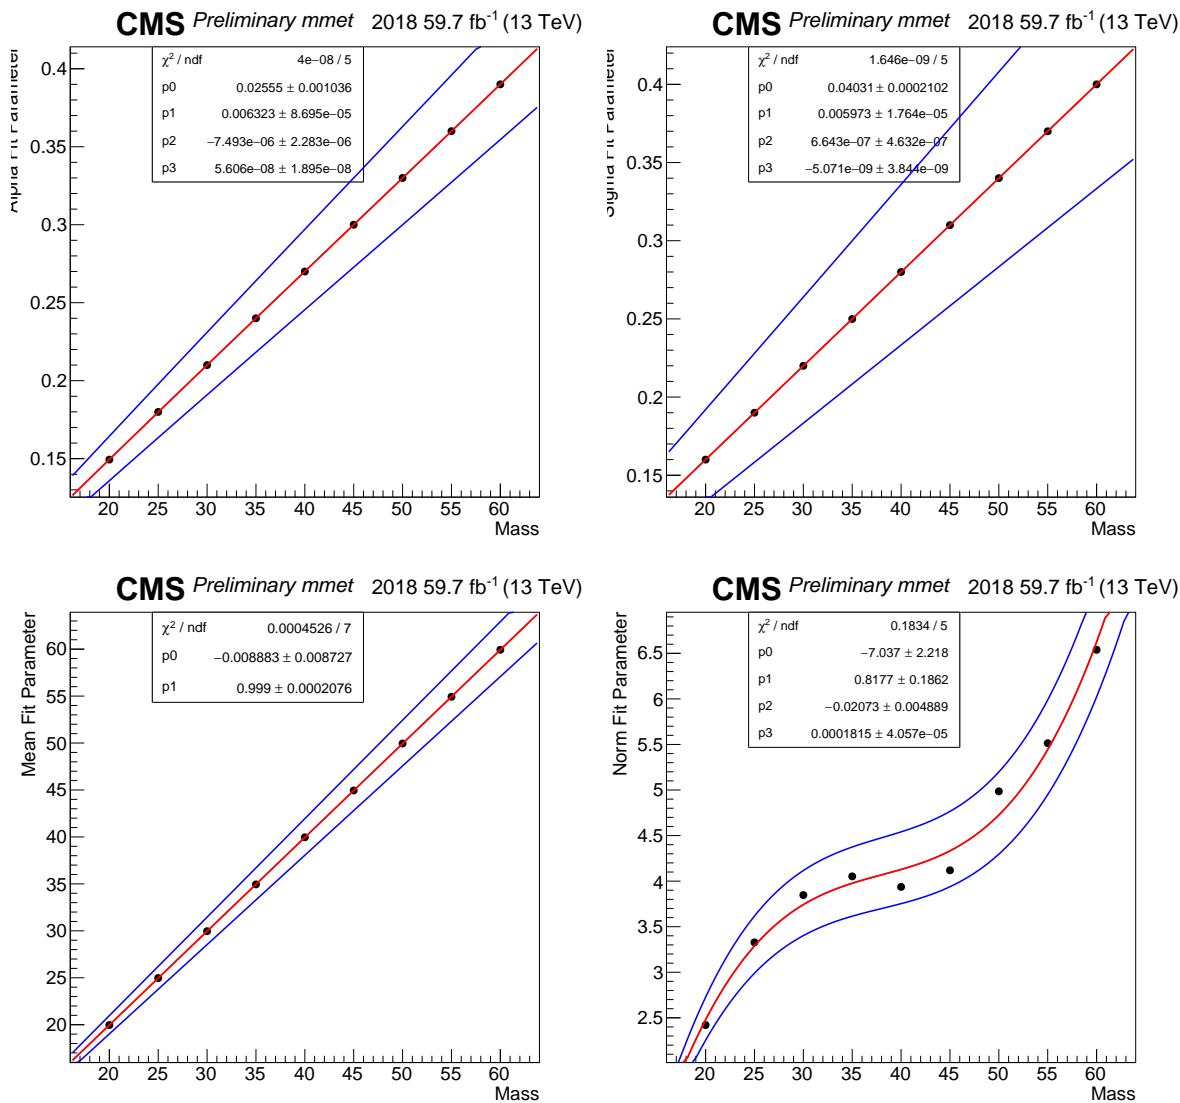 CMS Preliminary mmet 2018 59.7 fb⁻¹ (13 TeV)
Alpha Fit Parameter
χ² / ndf 4e−08 / 5
p0 0.02555 ± 0.001036
p1 0.006323 ± 8.695e−05
p2 −7.493e−06 ± 2.283e−06
p3 5.606e−08 ± 1.895e−08
0.4
0.35
0.3
0.25
0.2
0.15
20 25 30 35 40 45 50 55 60
Mass
CMS Preliminary mmet 2018 59.7 fb⁻¹ (13 TeV)
Sigma Fit Parameter
χ² / ndf 1.646e−09 / 5
p0 0.04031 ± 0.0002102
p1 0.005973 ± 1.764e−05
p2 6.643e−07 ± 4.632e−07
p3 −5.071e−09 ± 3.844e−09
0.4
0.35
0.3
0.25
0.2
0.15
20 25 30 35 40 45 50 55 60
Mass
CMS Preliminary mmet 2018 59.7 fb⁻¹ (13 TeV)
Mean Fit Parameter
χ² / ndf 0.0004526 / 7
p0 −0.008883 ± 0.008727
p1 0.999 ± 0.0002076
60
55
50
45
40
35
30
25
20
20 25 30 35 40 45 50 55 60
Mass
CMS Preliminary mmet 2018 59.7 fb⁻¹ (13 TeV)
Norm Fit Parameter
χ² / ndf 0.1834 / 5
p0 −7.037 ± 2.218
p1 0.8177 ± 0.1862
p2 −0.02073 ± 0.004889
p3 0.0001815 ± 4.057e−05
6.5
6
5.5
5
4.5
4
3.5
3
2.5
20 25 30 35 40 45 50 55 60
Mass